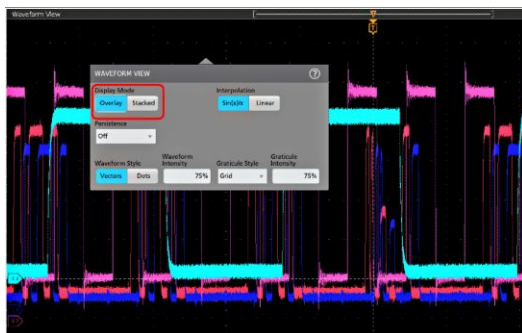 Waveform View
WAVEFORM VIEW
Display Mode
Interpolation
Overlay Stacked
Sin(x)/x Linear
Persistence
Off
Waveform Style
Waveform Intensity
Graticule Style
Graticule Intensity
Vectors Dots
75%
Grid
75%